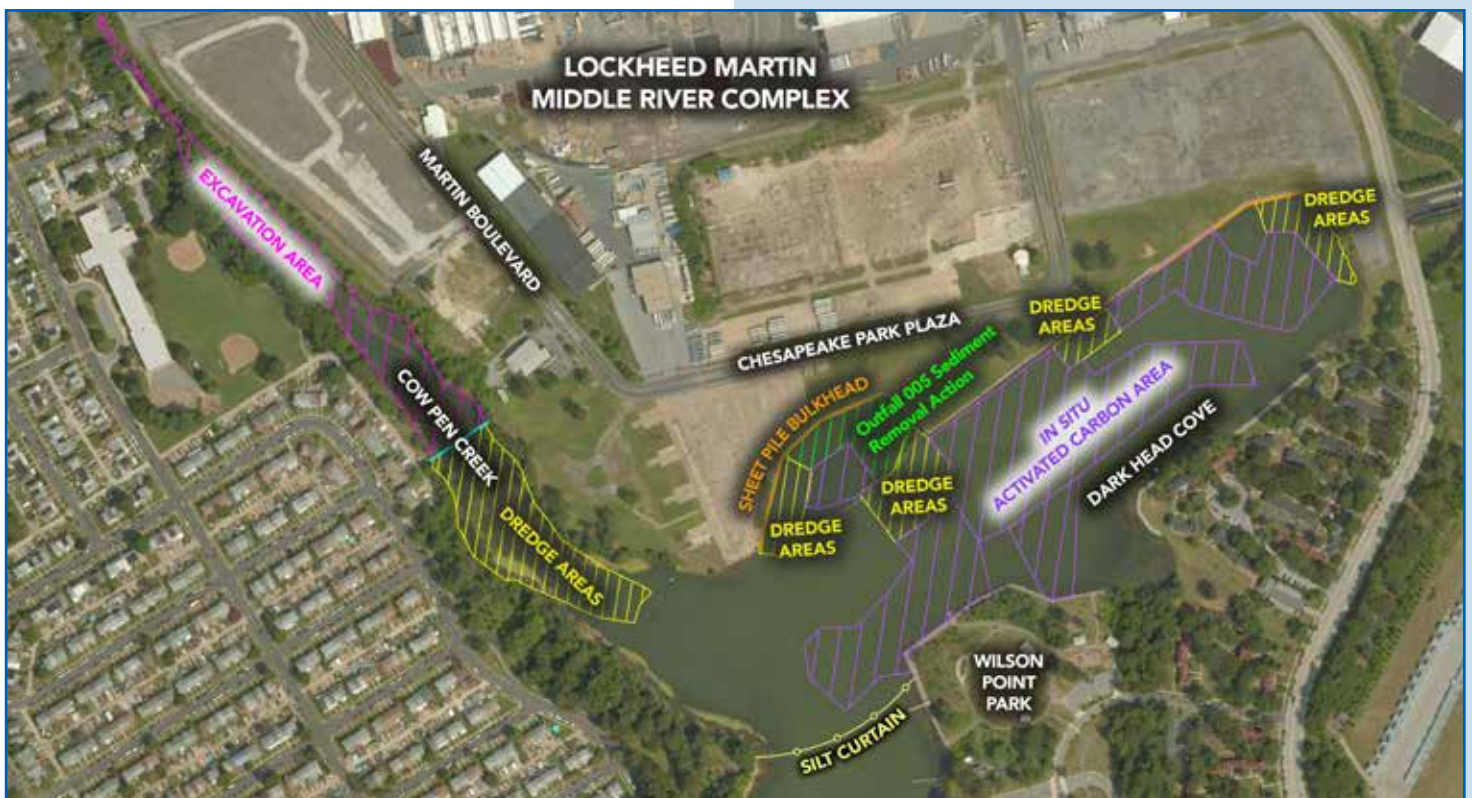 LOCKHEED MARTIN
MIDDLE RIVER COMPLEX
MARTIN BOULEVARD
EXCAVATION AREA
DREDGE
AREAS
DREDGE
AREAS
CHESAPEAKE PARK PLAZA
COW PEN CREEK
SHEET PILE BULKHEAD
Outfall 005 Sediment
Removal Action
IN SITU
ACTIVATED CARBON AREA
DARK HEAD COVE
DREDGE
AREAS
DREDGE
AREAS
DREDGE AREAS
WILSON
POINT
PARK
SILT CURTAIN